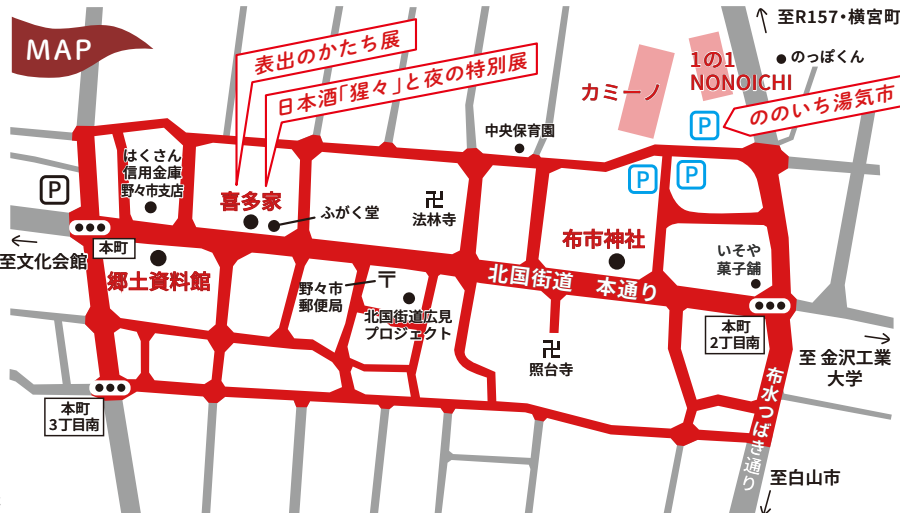 MAP
表出のかたち展
日本酒「猩々」と夜の特別展
至R157・横宮町
のっぽくん
1の1
NONOICHI
カミーノ
ののいち湯気市
P
P
P
中央保育園
はくさん
信用金庫
野々市支店
P
喜多家
ふがく堂
卍
法林寺
布市神社
いそや
菓子舗
本町
至文化会館
郷土資料館
野々市
郵便局
〒
北国街道広見
プロジェクト
北国街道 本通り
卍
照台寺
本町
2丁目南
至 金沢工業
大学
本町
3丁目南
布水つばき通り
至白山市